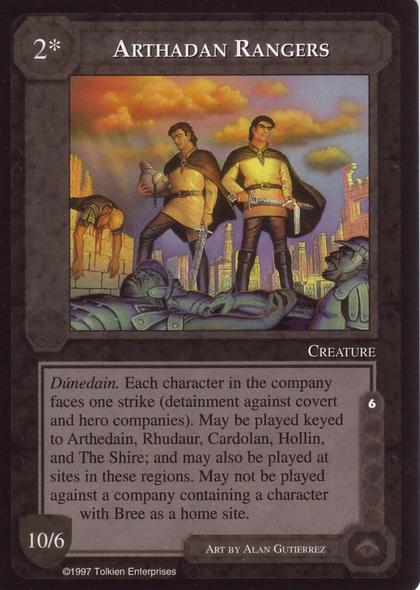 2*
ARTHADAN RANGERS
CREATURE
Dúnedain. Each character in the company
faces one strike (detainment against covert
and hero companies). May be played keyed
to Arthedain, Rhudaur, Cardolan, Hollin,
and The Shire; and may also be played at
sites in these regions. May not be played
against a company containing a character
with Bree as a home site.
6
10/6
ART BY ALAN GUTIERREZ
©1997 Tolkien Enterprises